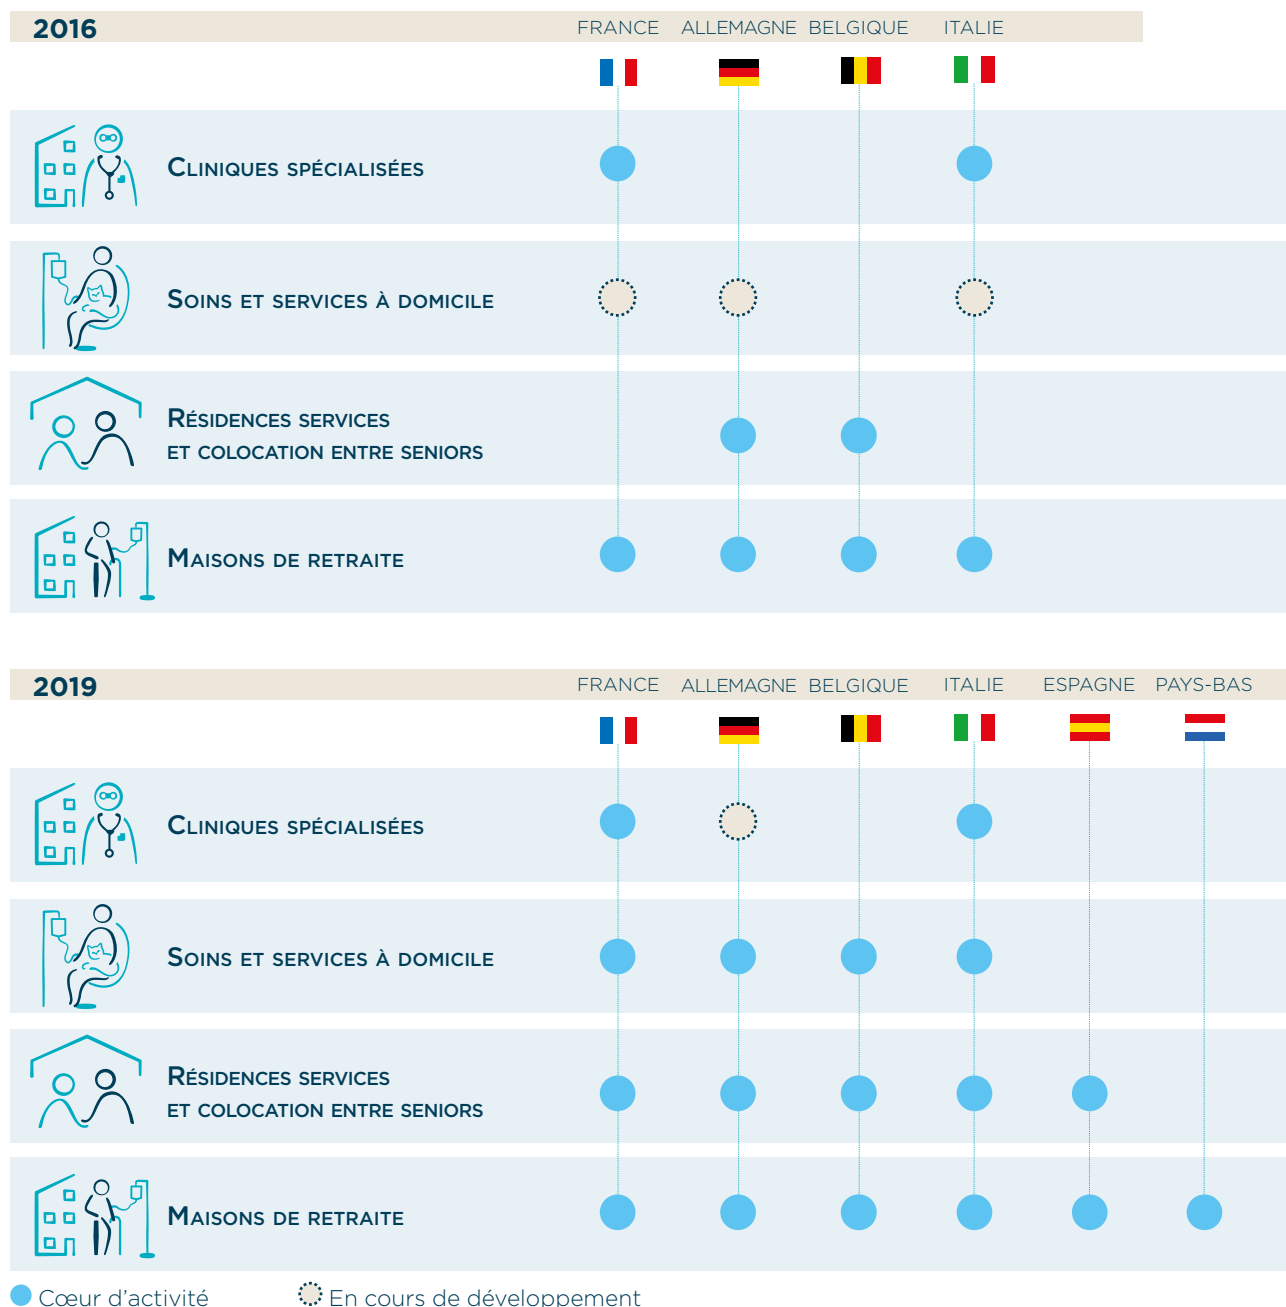 2016 FRANCE ALLEMAGNE BELGIQUE ITALIE
CLINIQUES SPÉCIALISÉES
SOINS ET SERVICES À DOMICILE
RÉSIDENCES SERVICES
ET COLOCATION ENTRE SENIORS
MAISONS DE RETRAITE
2019 FRANCE ALLEMAGNE BELGIQUE ITALIE ESPAGNE PAYS-BAS
CLINIQUES SPÉCIALISÉES
SOINS ET SERVICES À DOMICILE
RÉSIDENCES SERVICES
ET COLOCATION ENTRE SENIORS
MAISONS DE RETRAITE
Cœur d'activité En cours de développement